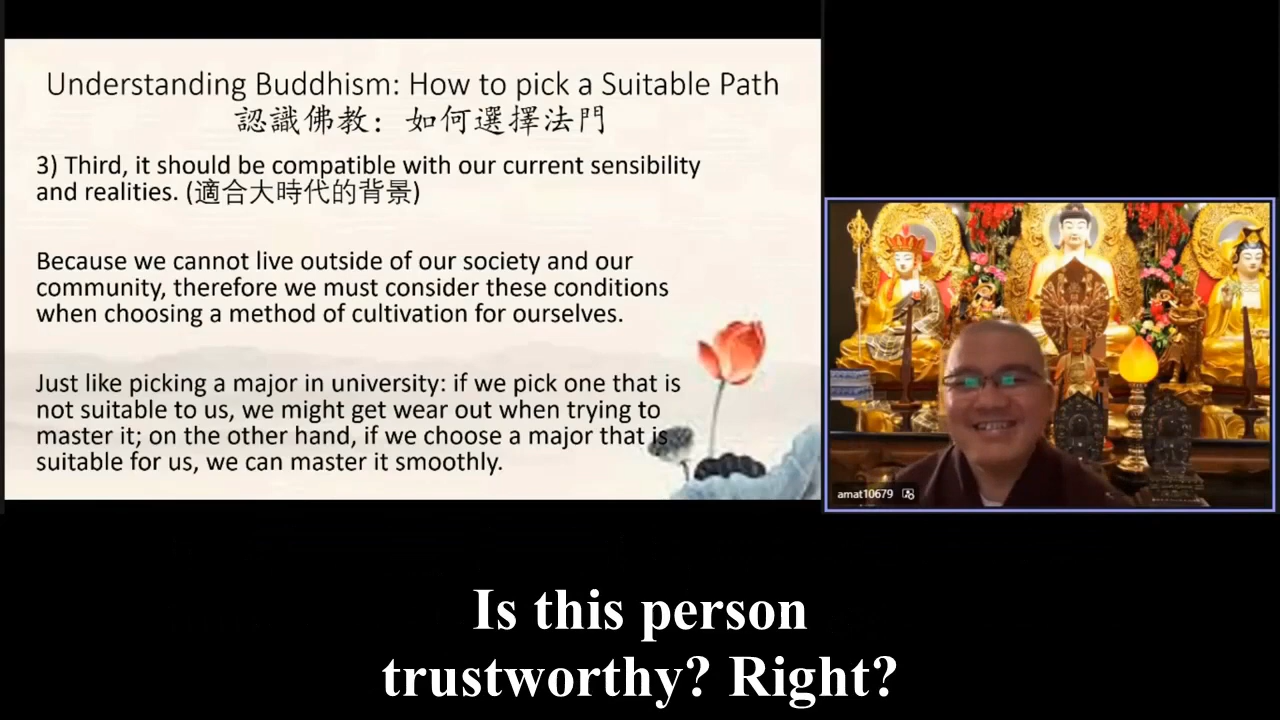 Understanding Buddhism: How to pick a Suitable Path
認識佛教：如何選擇法門
3) Third, it should be compatible with our current sensibility
and realities. (適合大時代的背景)
Because we cannot live outside of our society and our
community, therefore we must consider these conditions
when choosing a method of cultivation for ourselves.
Just like picking a major in university: if we pick one that is
not suitable to us, we might get wear out when trying to
master it; on the other hand, if we choose a major that is
suitable for us, we can master it smoothly.
amat10679
Is this person
trustworthy? Right?